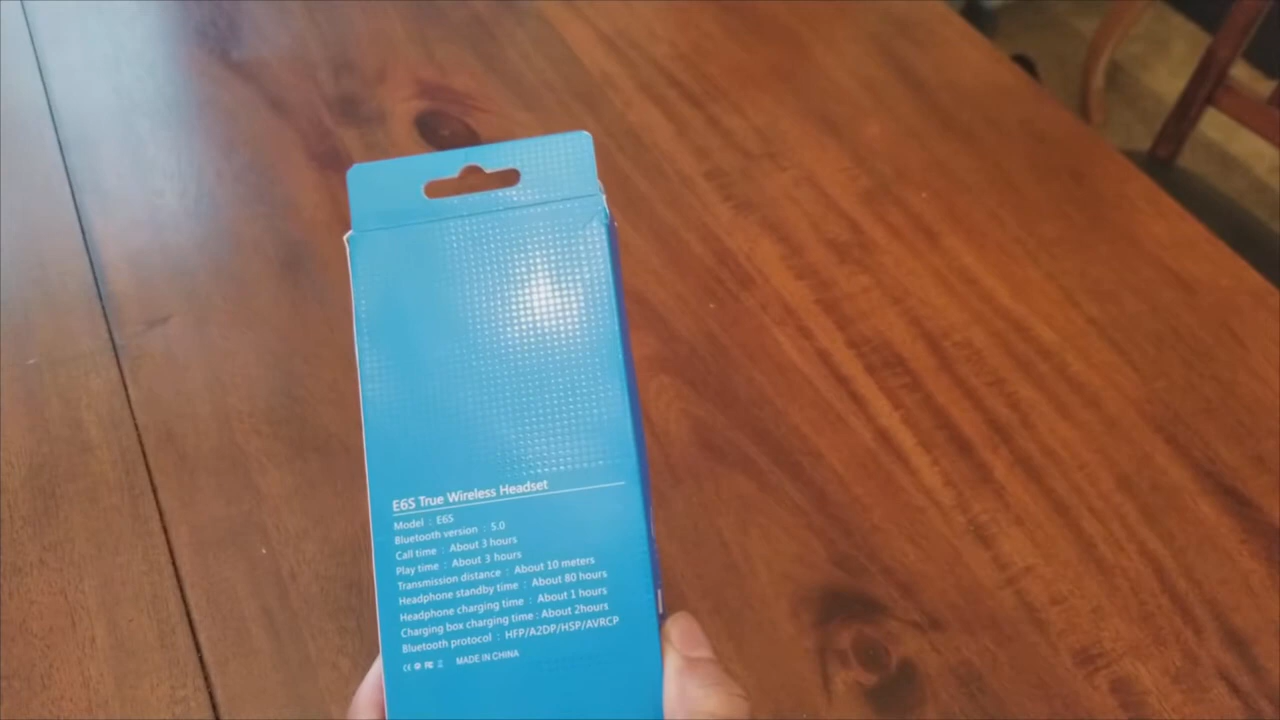 E6S True Wireless Headset
Model : E6S
Bluetooth version : 5.0
Call time : About 3 hours
Play time : About 3 hours
Transmission distance : About 10 meters
Headphone standby time : About 80 hours
Headphone charging time : About 1 hours
Charging box charging time : About 2hours
Bluetooth protocol : HFP/A2DP/HSP/AVRCP
CE FC MADE IN CHINA